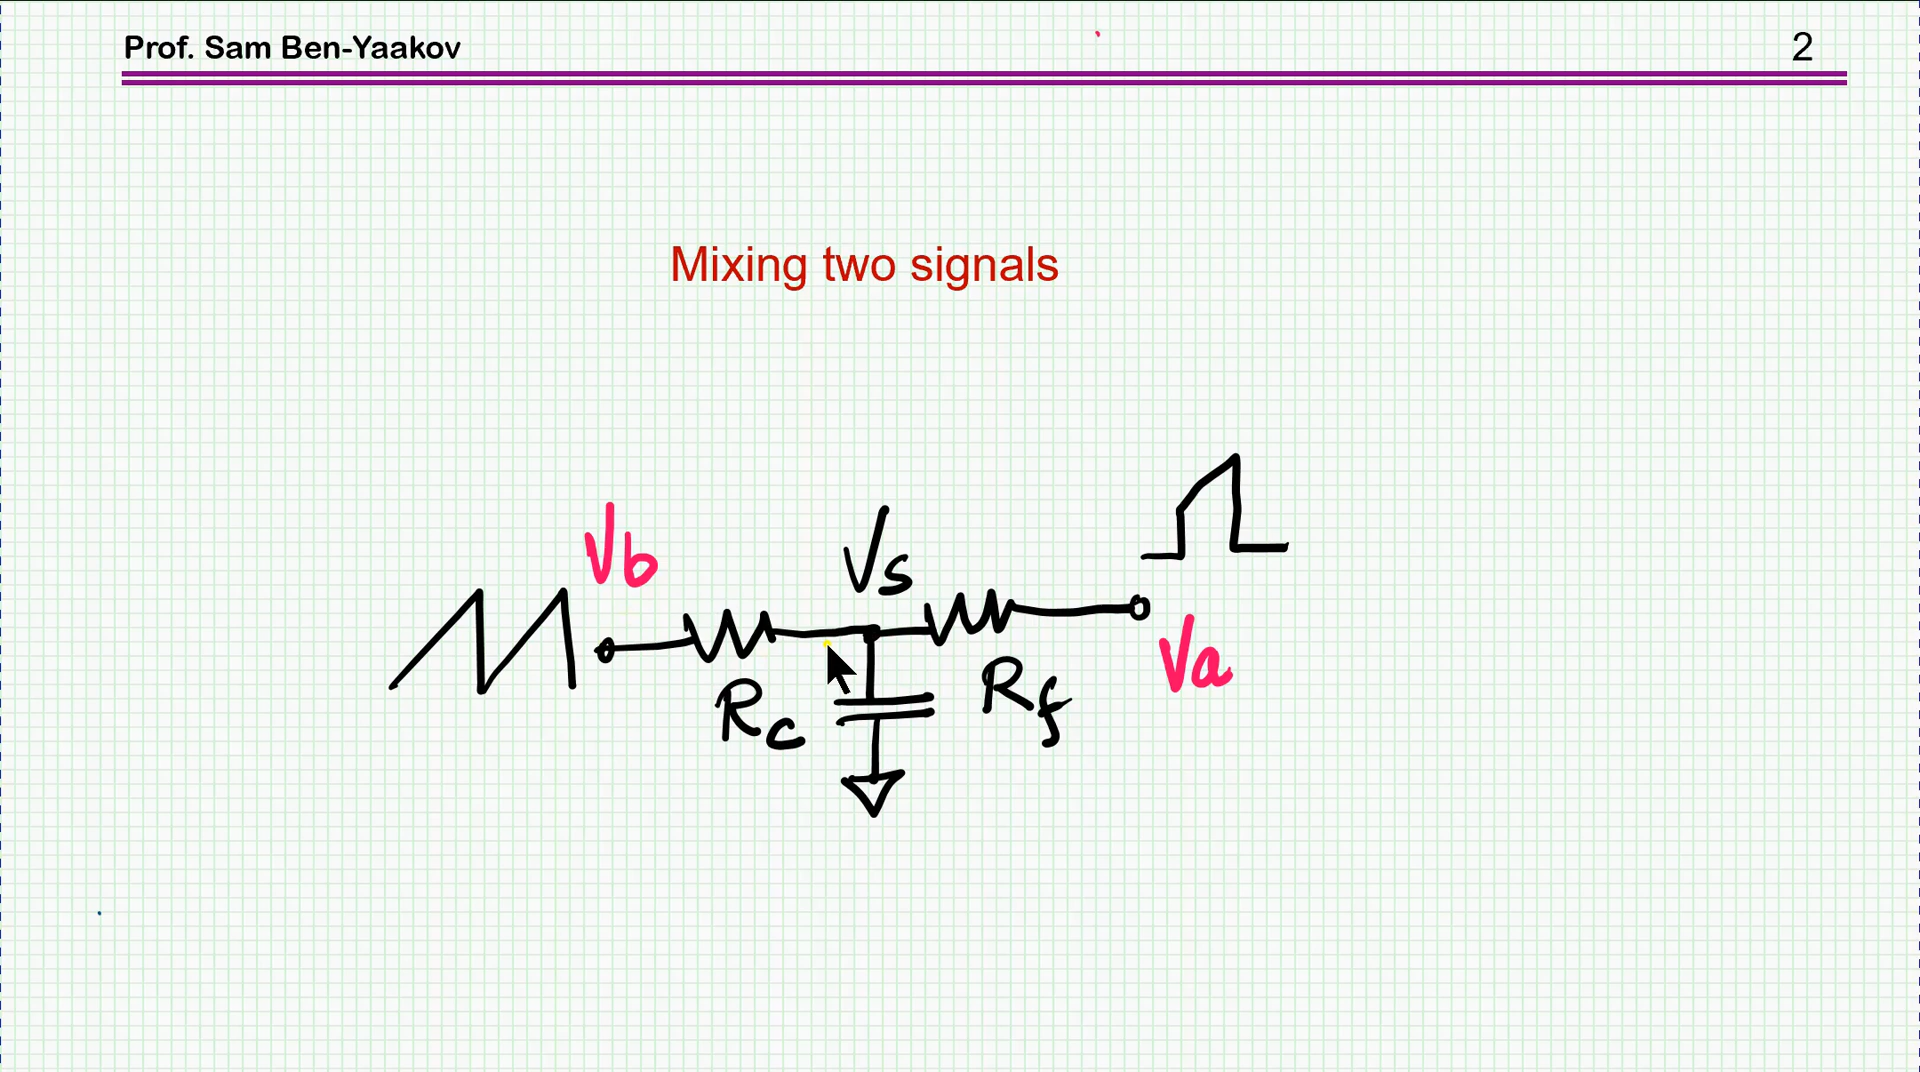 Prof. Sam Ben-Yaakov 2
Mixing two signals
Vb
Vs
Va
Rc
Rf